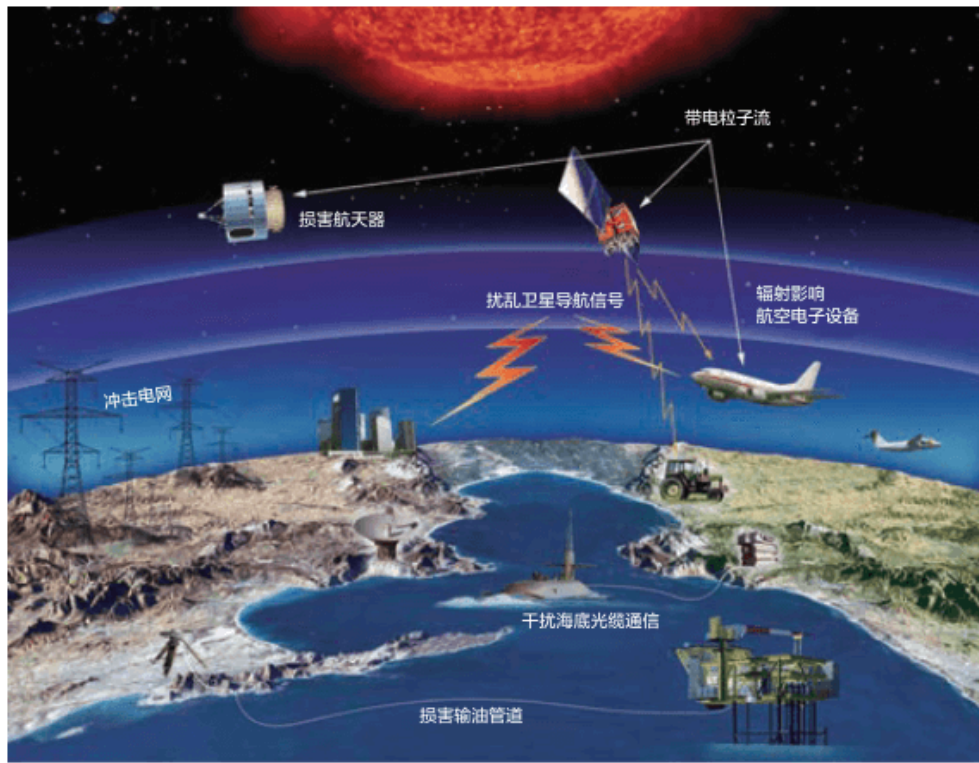 带电粒子流
损害航天器
扰乱卫星导航信号
辐射影响
航空电子设备
冲击电网
干扰海底光缆通信
损害输油管道